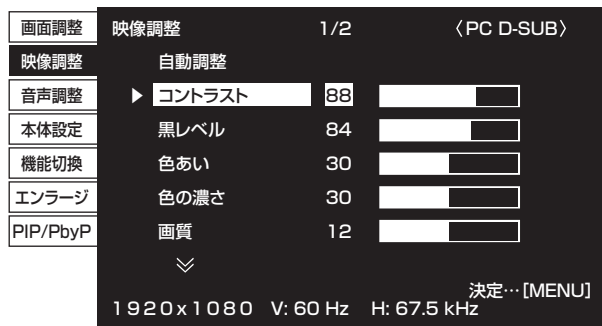 画面調整
映像調整
音声調整
本体設定
機能切換
エンラージ
PIP/PbyP
映像調整 1/2 〈PC D-SUB〉
自動調整
コントラスト 88
黒レベル 84
色あい 30
色の濃さ 30
画質 12
決定…[MENU]
1920x1080 V: 60 Hz H: 67.5 kHz